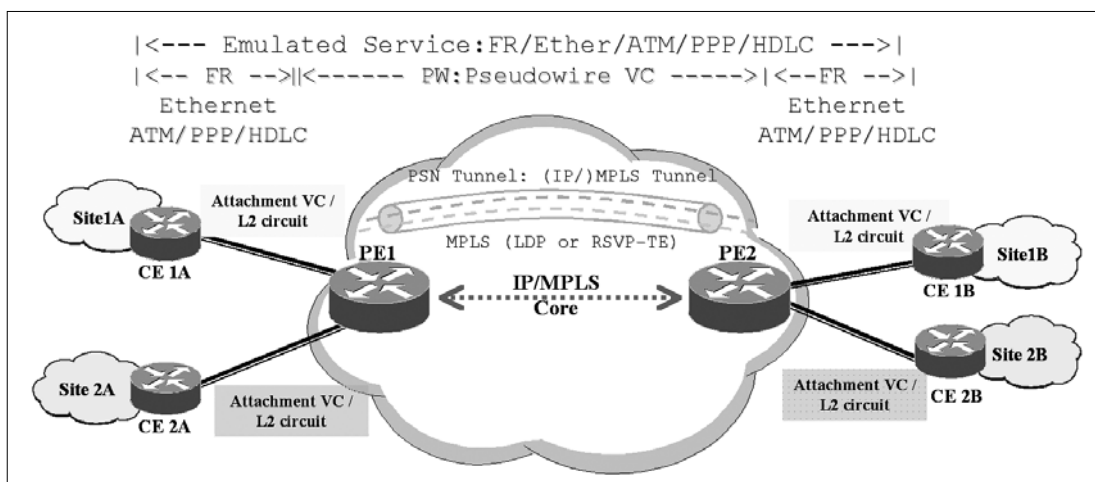 |<--- Emulated Service:FR/Ether/ATM/PPP/HDLC --->|
|<-- FR -->||<------ PW:Pseudowire VC ----->|<--FR-->|
Ethernet
ATM/PPP/HDLC
Ethernet
ATM/PPP/HDLC
PSN Tunnel: (IP/)MPLS Tunnel
MPLS (LDP or RSVP-TE)
Site1A
CE 1A
Attachment VC /
L2 circuit
PE1
IP/MPLS
Core
PE2
Attachment VC /
L2 circuit
Site1B
CE 1B
Site 2A
CE 2A
Attachment VC /
L2 circuit
Attachment VC /
L2 circuit
Site 2B
CE 2B